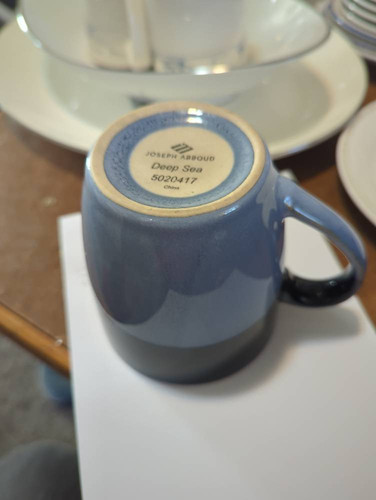 JOSEPH ABBOUD
Deep Sea
5020417
China